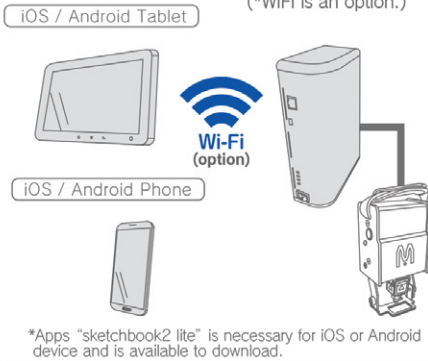 (*WiFi is an option.)
iOS / Android Tablet
Wi-Fi
(option)
iOS / Android Phone
M
*Apps "sketchbook2 lite" is necessary for iOS or Android
device and is available to download.